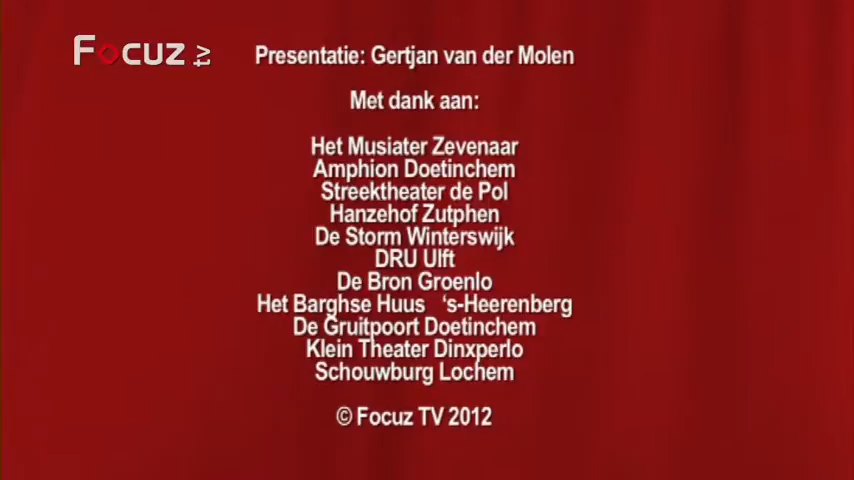 Focuz tv
Presentatie: Gertjan van der Molen
Met dank aan:
Het Musiater Zevenaar
Amphion Doetinchem
Streektheater de Pol
Hanzehof Zutphen
De Storm Winterswijk
DRU Ulft
De Bron Groenlo
Het Barghse Huus ‘s-Heerenberg
De Gruitpoort Doetinchem
Klein Theater Dinxperlo
Schouwburg Lochem
© Focuz TV 2012